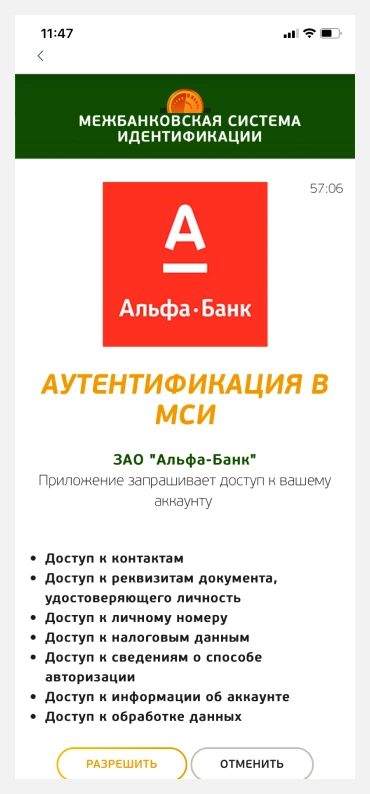 11:47
МЕЖБАНКОВСКАЯ СИСТЕМА
ИДЕНТИФИКАЦИИ
57:06
А
Альфа·Банк
АУТЕНТИФИКАЦИЯ В
МСИ
ЗАО "Альфа-Банк"
Приложение запрашивает доступ к вашему
аккаунту
• Доступ к контактам
• Доступ к реквизитам документа,
удостоверяющего личность
• Доступ к личному номеру
• Доступ к налоговым данным
• Доступ к сведениям о способе
авторизации
• Доступ к информации об аккаунте
• Доступ к обработке данных
РАЗРЕШИТЬ
ОТМЕНИТЬ